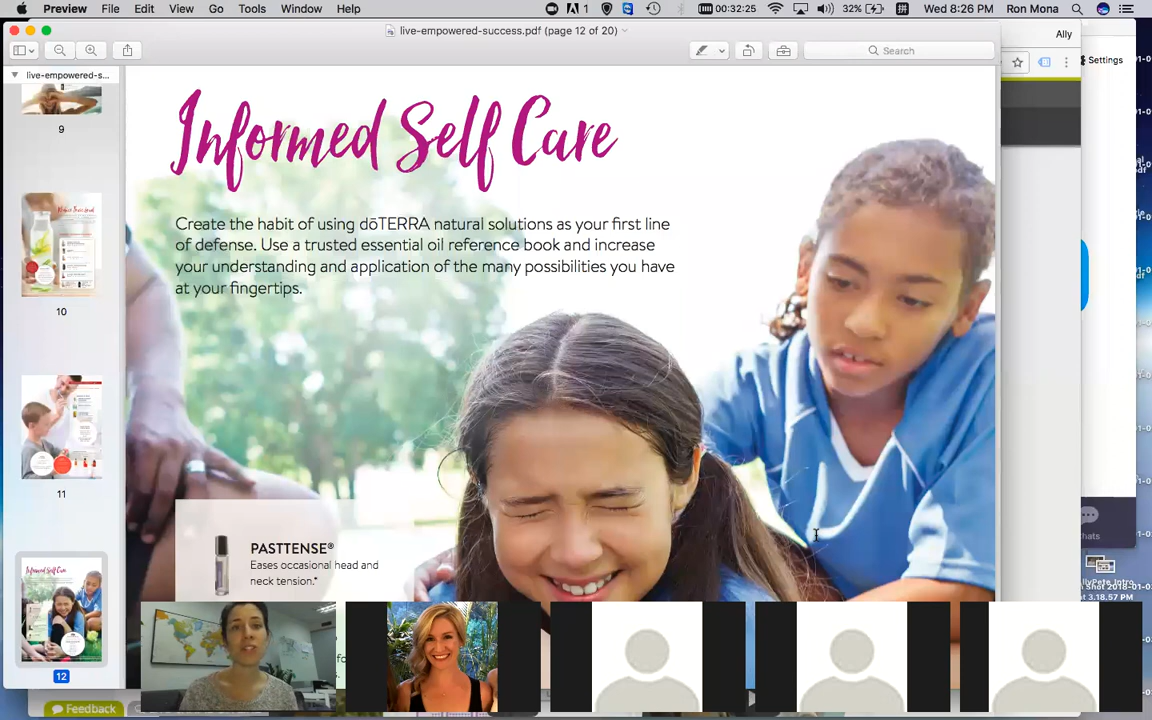 Preview File Edit View Go Tools Window Help
1
00:32:25
32%
Wed 8:26 PM Ron Mona
live-empowered-success.pdf (page 12 of 20)
Ally
Search
Settings
live-empowered-s...
9
10
11
12
Informed Self Care
Create the habit of using dōTERRA natural solutions as your first line
of defense. Use a trusted essential oil reference book and increase
your understanding and application of the many possibilities you have
at your fingertips.
PASTTENSE®
Eases occasional head and
neck tension.*
Feedback